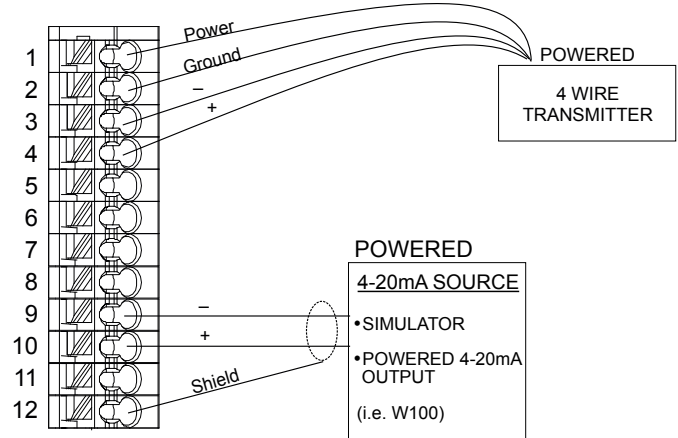 1
2
3
4
5
6
7
8
9
10
11
12
Power
Ground
–
+
POWERED
4 WIRE
TRANSMITTER
–
+
Shield
POWERED
4-20mA SOURCE
•SIMULATOR
•POWERED 4-20mA
OUTPUT
(i.e. W100)